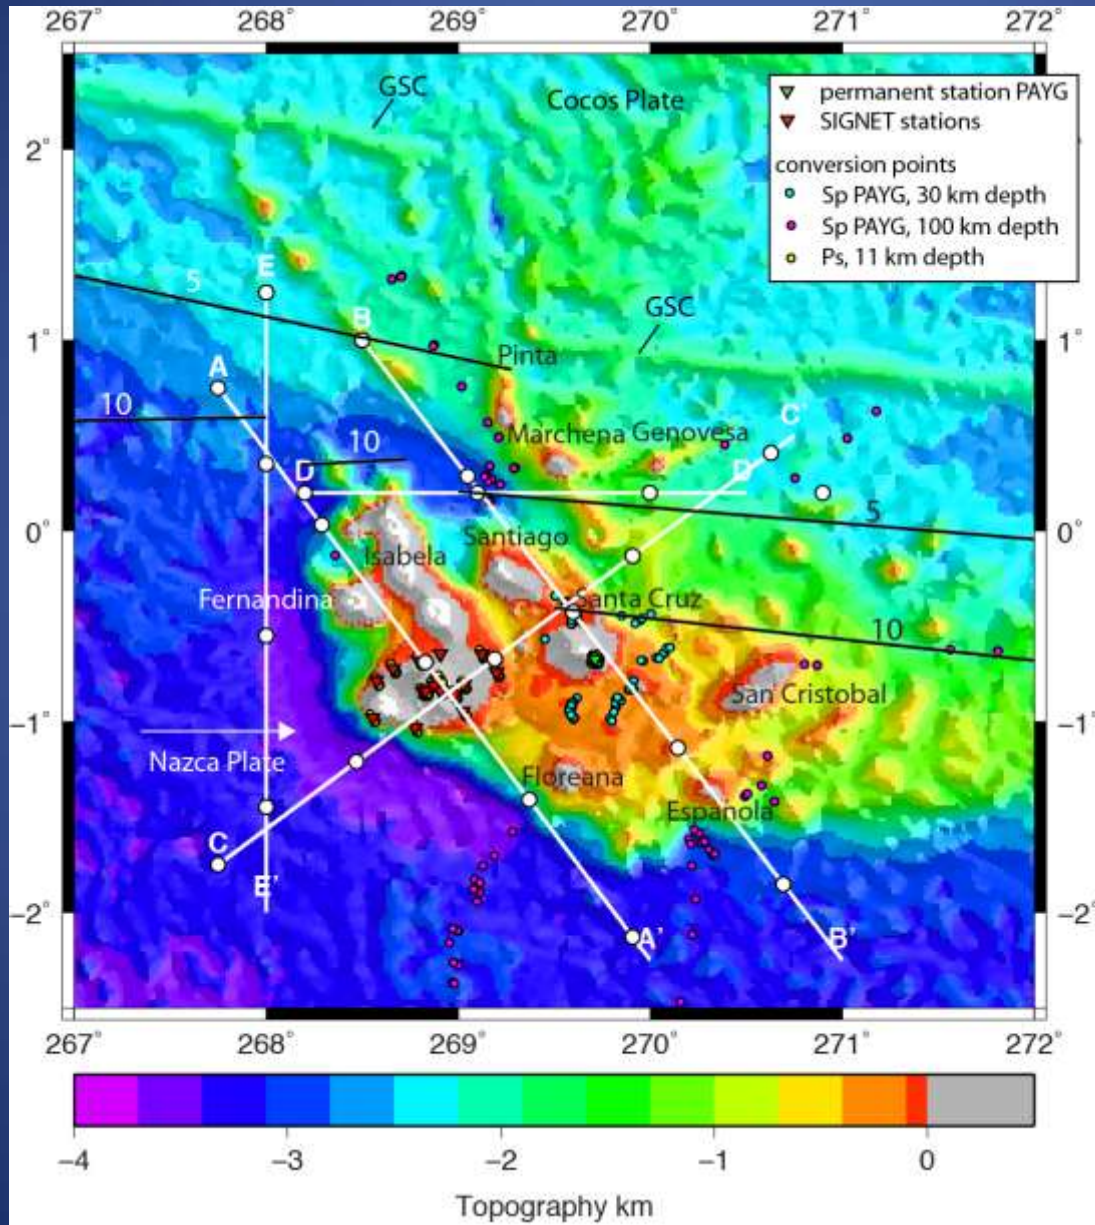 267° 268° 269° 270° 271° 272°
GSC
Cocos Plate
permanent station PAYG
SIGNET stations
conversion points
Sp PAYG, 30 km depth
Sp PAYG, 100 km depth
Ps, 11 km depth
2°
E
5
B
GSC
1°
1°
A
Pinta
10
C'
10
Marchena
Genovesa
D
D'
5
0°
0°
Santiago
Isabela
Fernandina
Santa Cruz
10
San Cristobal
−1°
−1°
Nazca Plate
Floreana
Espanola
C
E'
−2°
−2°
A'
B'
267° 268° 269° 270° 271° 272°
−4 −3 −2 −1 0
Topography km